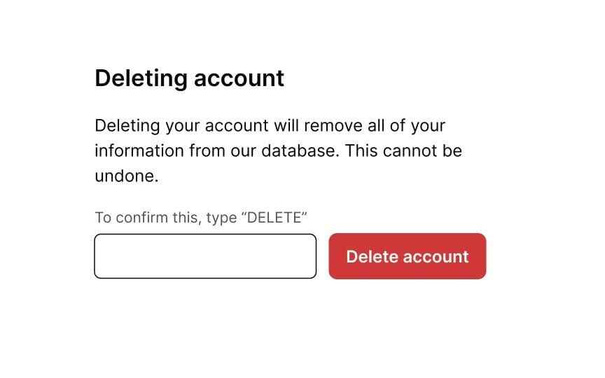 Deleting account
Deleting your account will remove all of your
information from our database. This cannot be
undone.
To confirm this, type “DELETE”
Delete account